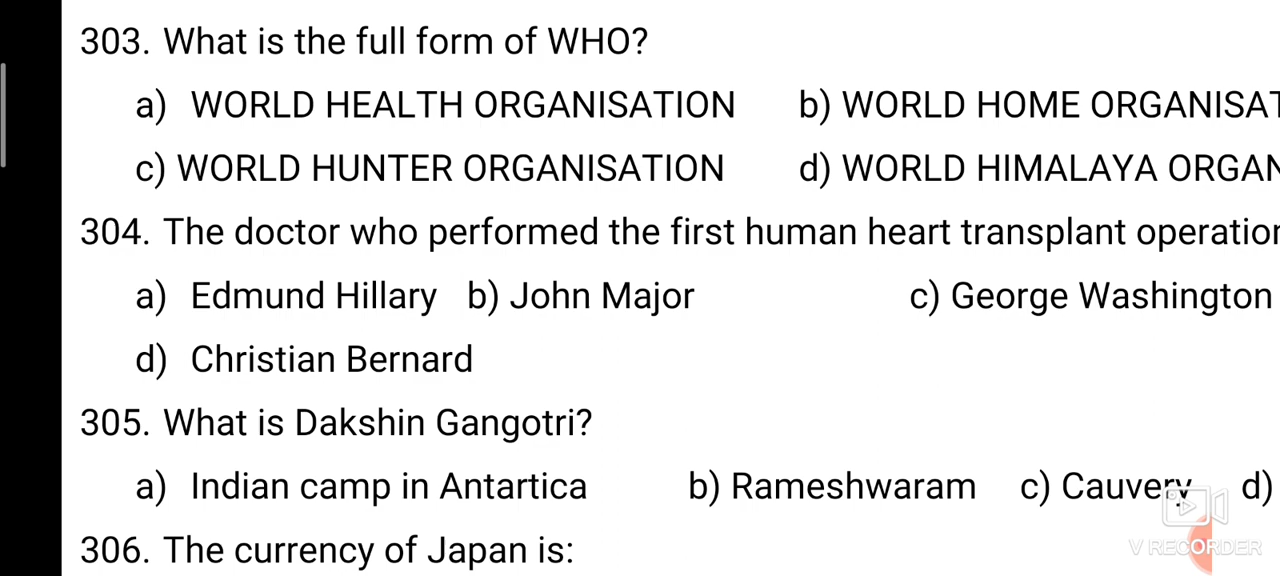 303. What is the full form of WHO?
a) WORLD HEALTH ORGANISATION b) WORLD HOME ORGANISAT
c) WORLD HUNTER ORGANISATION d) WORLD HIMALAYA ORGAN
304. The doctor who performed the first human heart transplant operation
a) Edmund Hillary b) John Major c) George Washington
d) Christian Bernard
305. What is Dakshin Gangotri?
a) Indian camp in Antartica b) Rameshwaram c) Cauvery d)
306. The currency of Japan is:
V RECORDER